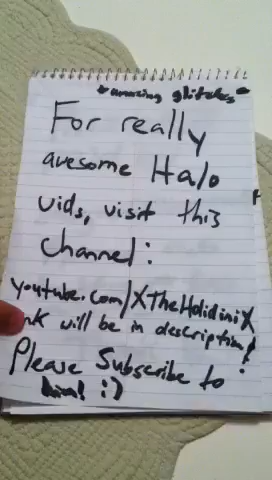 *amazing glitches*
For really
awesome Halo
vids, visit this
channel:
youtube.com/XTheHolidiniX
nk will be in description!
Please Subscribe to
him! :)